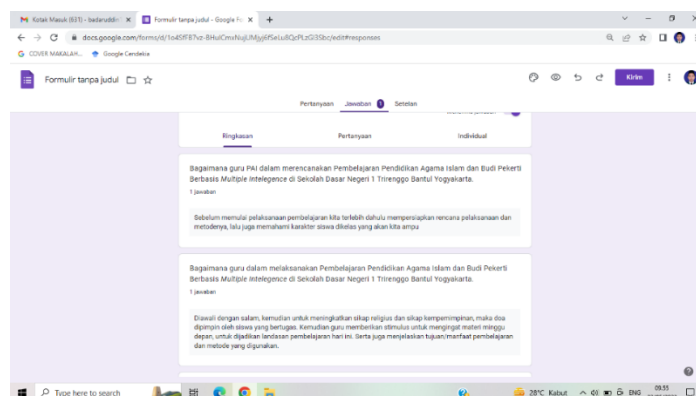 Kotak Masuk (631) - badaruddin
Formulir tanpa judul - Google Fo
docs.google.com/forms/d/1o4SfF87vz-8HulCmxNujUMjyj6fSeLu8QcPLzGl3Sbc/edit#responses
COVER MAKALAH...
Google Cendekia
Formulir tanpa judul
Kirim
Pertanyaan Jawaban 1 Setelan
Ringkasan Pertanyaan Individual
Bagaimana guru PAI dalam merencanakan Pembelajaran Pendidikan Agama Islam dan Budi Pekerti
Berbasis Multiple Intelegence di Sekolah Dasar Negeri 1 Trirenggo Bantul Yogyakarta.
1 jawaban
Sebelum memulai pelaksanaan pembelajaran kita terlebih dahulu mempersiapkan rencana pelaksanaan dan
metodenya, lalu juga memahami karakter siswa dikelas yang akan kita ampu
Bagaimana guru dalam melaksanakan Pembelajaran Pendidikan Agama Islam dan Budi Pekerti
Berbasis Multiple Intelegence di Sekolah Dasar Negeri 1 Trirenggo Bantul Yogyakarta.
1 jawaban
Diawali dengan salam, kemudian untuk meningkatkan sikap religius dan sikap kempemimpinan, maka doa
dipimpin oleh siswa yang bertugas. Kemudian guru memberikan stimulus untuk mengingat materi minggu
depan, untuk dijadikan landasan pembelajaran hari ini. Serta juga menjelaskan tujuan/manfaat pembelajaran
dan metode yang digunakan.
Type here to search
28°C Kabut
ENG
09.55